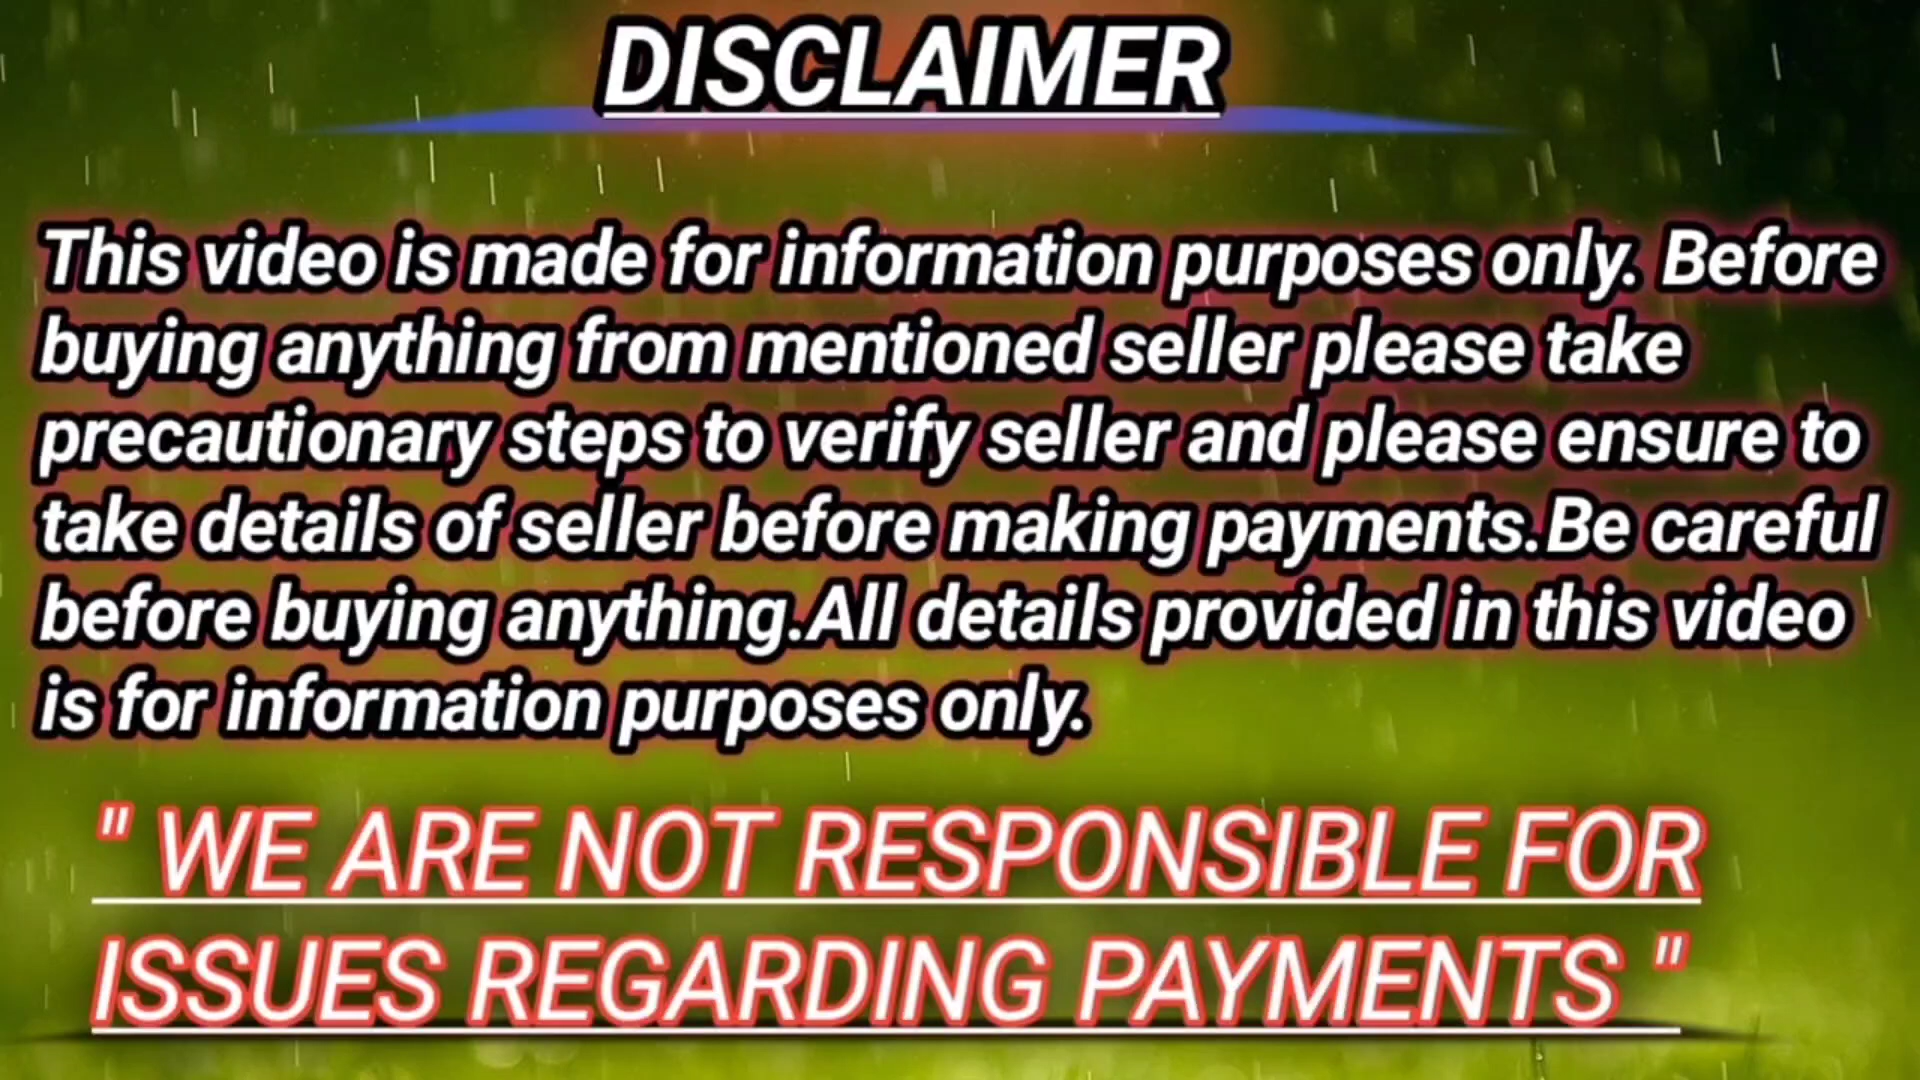 DISCLAIMER
This video is made for information purposes only. Before
buying anything from mentioned seller please take
precautionary steps to verify seller and please ensure to
take details of seller before making payments.Be careful
before buying anything.All details provided in this video
is for information purposes only.
" WE ARE NOT RESPONSIBLE FOR
ISSUES REGARDING PAYMENTS "